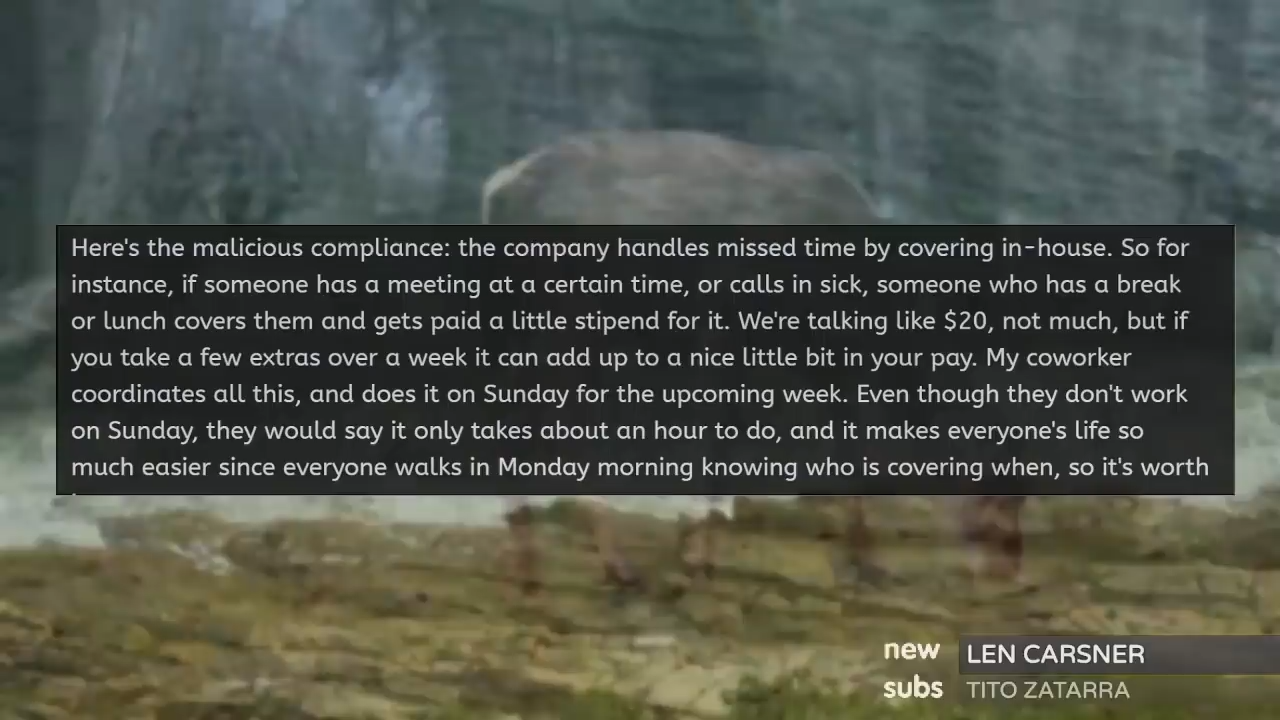 Here's the malicious compliance: the company handles missed time by covering in-house. So for
instance, if someone has a meeting at a certain time, or calls in sick, someone who has a break
or lunch covers them and gets paid a little stipend for it. We're talking like $20, not much, but if
you take a few extras over a week it can add up to a nice little bit in your pay. My coworker
coordinates all this, and does it on Sunday for the upcoming week. Even though they don't work
on Sunday, they would say it only takes about an hour to do, and it makes everyone's life so
much easier since everyone walks in Monday morning knowing who is covering when, so it's worth
new LEN CARSNER
subs TITO ZATARRA